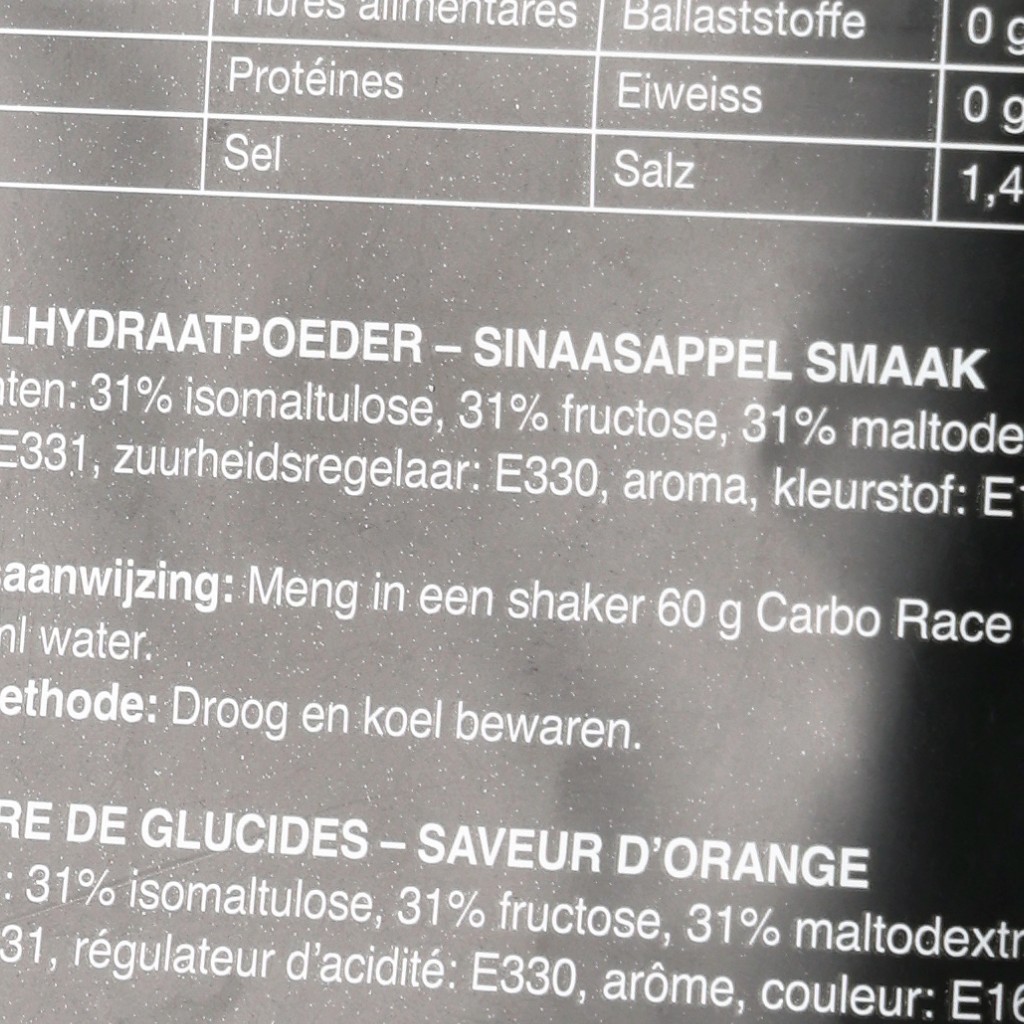 Fibres alimentaires Ballaststoffe 0 g
Protéines Eiweiss 0 g
Sel Salz 1,4
LHYDRAATPOEDER – SINAASAPPEL SMAAK
nten: 31% isomaltulose, 31% fructose, 31% maltode
E331, zuurheidsregelaar: E330, aroma, kleurstof: E1
saanwijzing: Meng in een shaker 60 g Carbo Race
ml water.
ethode: Droog en koel bewaren.
RE DE GLUCIDES – SAVEUR D'ORANGE
: 31% isomaltulose, 31% fructose, 31% maltodextr
31, régulateur d'acidité: E330, arôme, couleur: E16